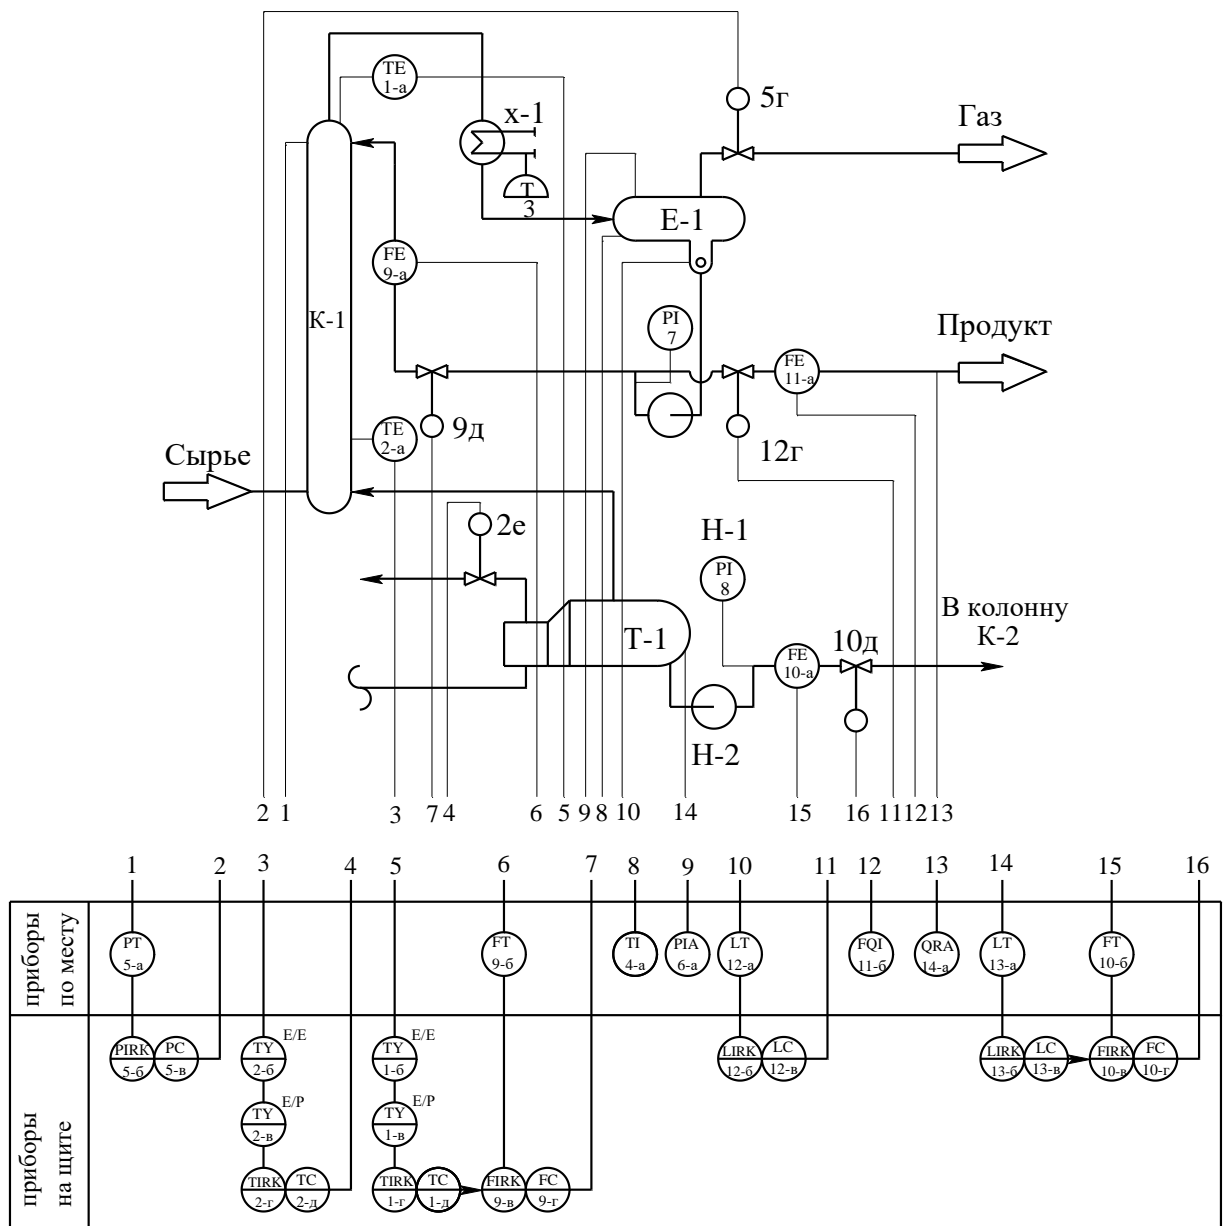 TE
1-а
х-1
5г
Газ
Т
3
Е-1
FE
9-а
К-1
PI
7
Продукт
FE
11-а
TE
2-а
9д
12г
Сырье
2е
Н-1
PI
8
В колонну
К-2
Т-1
10д
FE
10-а
Н-2
2 1 3 7 4 6 5 9 8 10 14 15 16 11 12 13
1 2 3 4 5 6 7 8 9 10 11 12 13 14 15 16
приборы
по месту
PT
5-а
FT
9-б
TI
4-а
PIA
6-а
LT
12-а
FQI
11-б
QRA
14-а
LT
13-а
FT
10-б
приборы
на щите
PIRK
5-б
PC
5-в
TY
2-б
E/E
TY
1-б
E/E
LIRK
12-б
LC
12-в
LIRK
13-б
LC
13-в
FIRK
10-в
FC
10-г
TY
2-в
E/P
TY
1-в
E/P
TIRK
2-г
TC
2-д
TIRK
1-г
TC
1-д
FIRK
9-в
FC
9-г